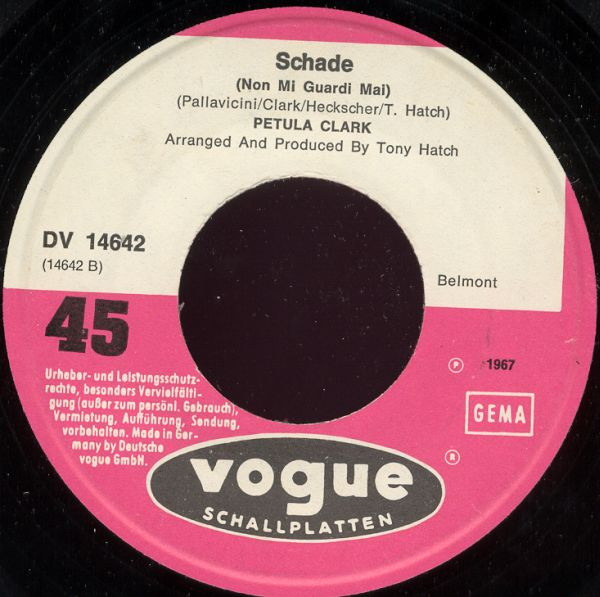 Schade
(Non Mi Guardi Mai)
(Pallavicini/Clark/Heckscher/T. Hatch)
PETULA CLARK
Arranged And Produced By Tony Hatch
DV 14642
(14642 B)
Belmont
45
℗ 1967
GEMA
Urheber- und Leistungsschutz-
rechte, besonders Vervielfälti-
gung (außer zum persönl. Gebrauch),
Vermietung, Aufführung, Sendung,
vorbehalten. Made in Ger-
many by Deutsche
vogue GmbH.
®
vogue
SCHALLPLATTEN